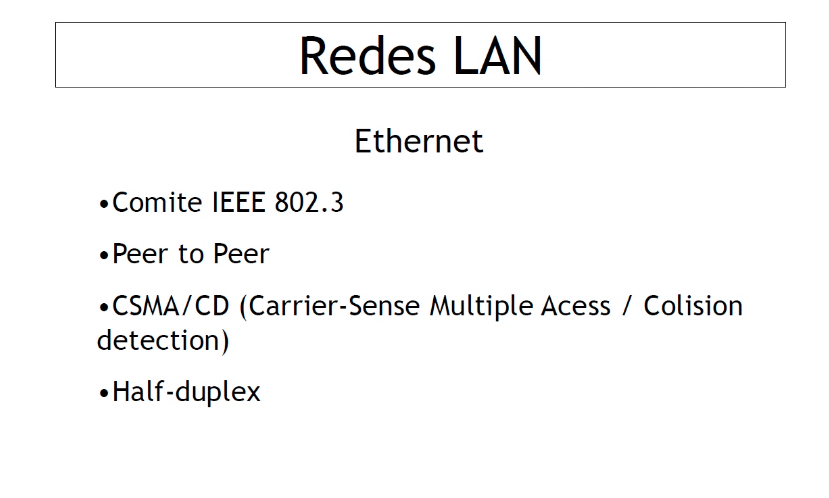 Redes LAN
Ethernet
•Comite IEEE 802.3
•Peer to Peer
•CSMA/CD (Carrier-Sense Multiple Acess / Colision
detection)
•Half-duplex